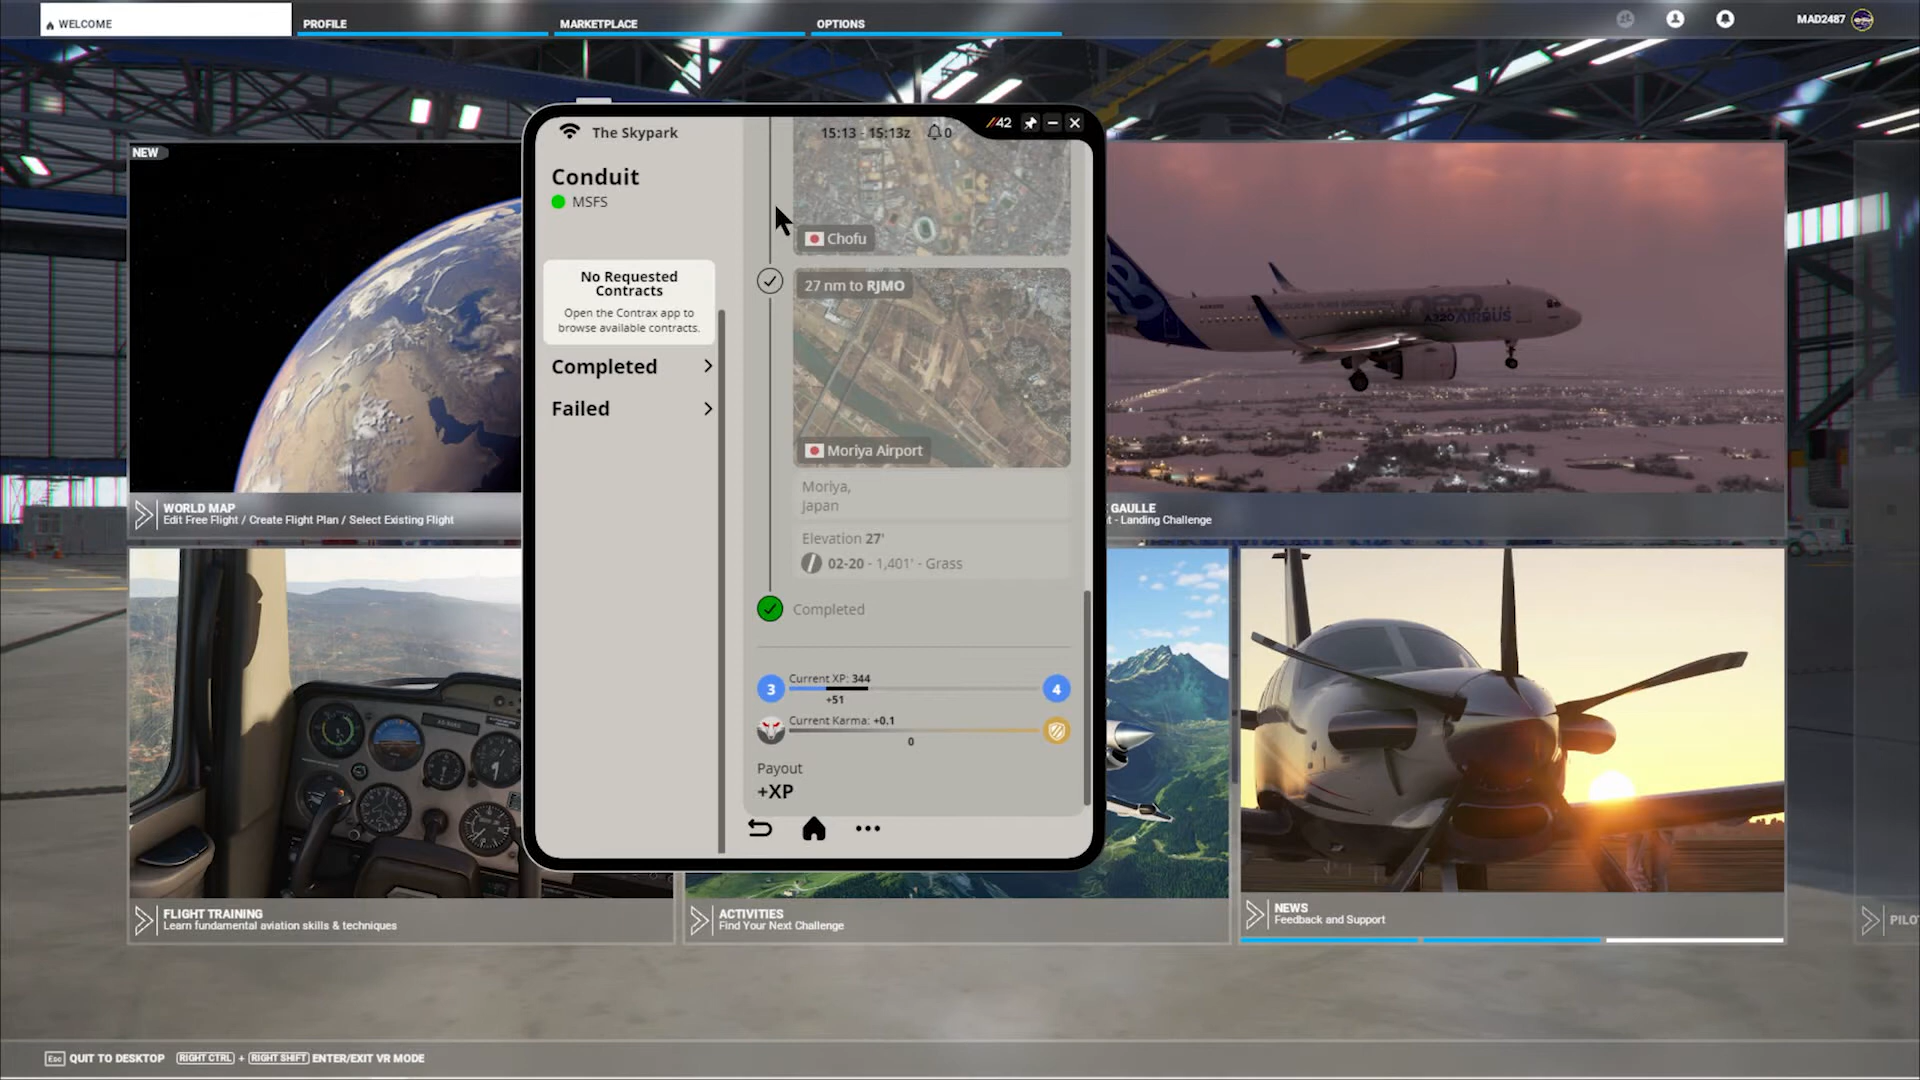 WELCOME
PROFILE
MARKETPLACE
OPTIONS
MAD2487
NEW
The Skypark
15:13 - 15:13z
0
//42
Conduit
MSFS
No Requested
Contracts
Open the Contrax app to
browse available contracts.
Completed
Failed
Chofu
27 nm to RJMO
Moriya Airport
Moriya,
Japan
Elevation 27'
02-20 - 1,401' - Grass
Completed
Current XP: 344
3
4
+51
Current Karma: +0.1
0
Payout
+XP
WORLD MAP
Edit Free Flight / Create Flight Plan / Select Existing Flight
A320 AIRBUS
GAULLE
t - Landing Challenge
FLIGHT TRAINING
Learn fundamental aviation skills & techniques
ACTIVITIES
Find Your Next Challenge
NEWS
Feedback and Support
PILO
Esc QUIT TO DESKTOP RIGHT CTRL + RIGHT SHIFT ENTER/EXIT VR MODE